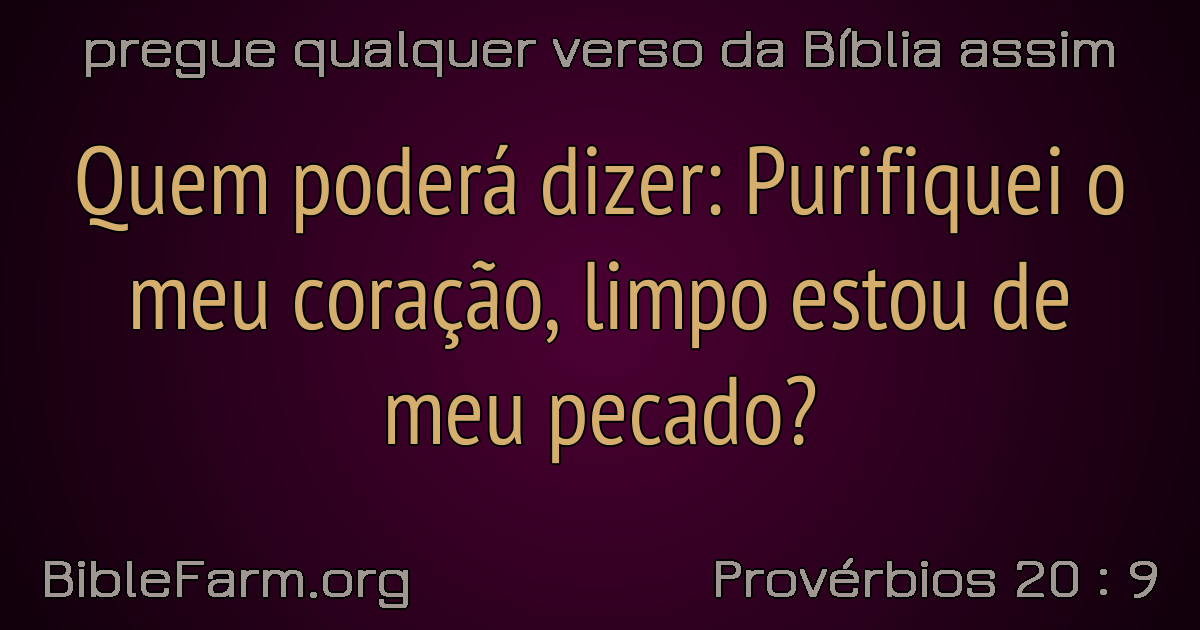 pregue qualquer verso da Bíblia assim
Quem poderá dizer: Purifiquei o
meu coração, limpo estou de
meu pecado?
BibleFarm.org
Provérbios 20 : 9